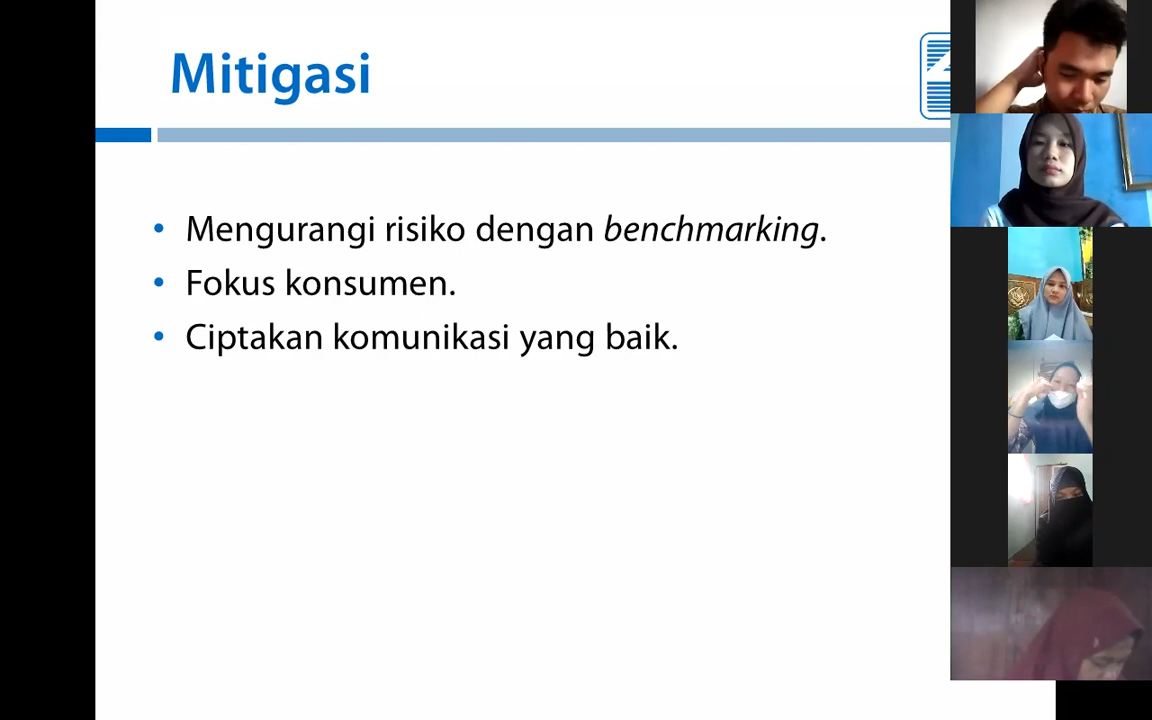 Mitigasi
• Mengurangi risiko dengan benchmarking.
• Fokus konsumen.
• Ciptakan komunikasi yang baik.